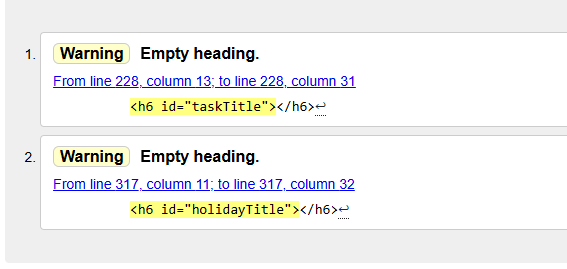 1. Warning Empty heading.
From line 228, column 13; to line 228, column 31
<h6 id="taskTitle"></h6>↩
2. Warning Empty heading.
From line 317, column 11; to line 317, column 32
<h6 id="holidayTitle"></h6>↩